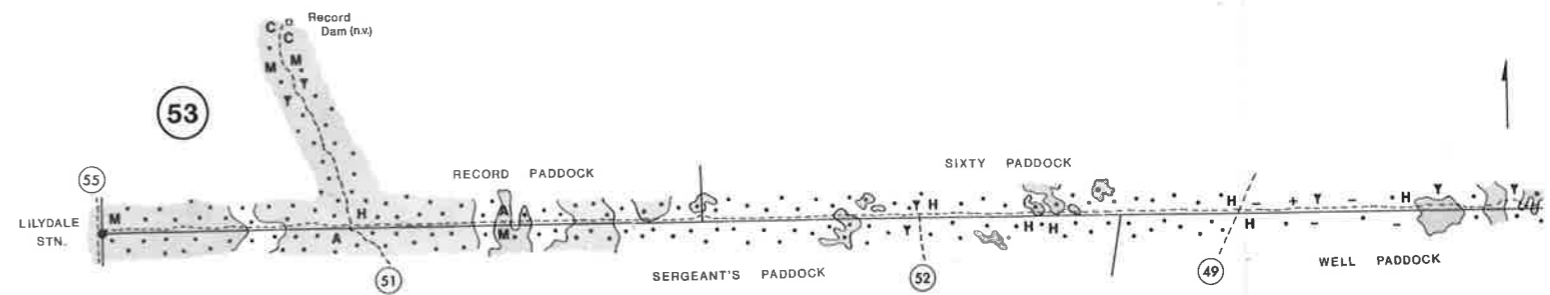 Record
Dam (n.v.)
C
C
M
M
Y
Y
53
55
RECORD PADDOCK
SIXTY PADDOCK
LILYDALE
STN.
M
H
A
A
M
Y H
Y
H H
H – + Y – H Y Y
H – –
51
SERGEANT'S PADDOCK
52
49
WELL PADDOCK